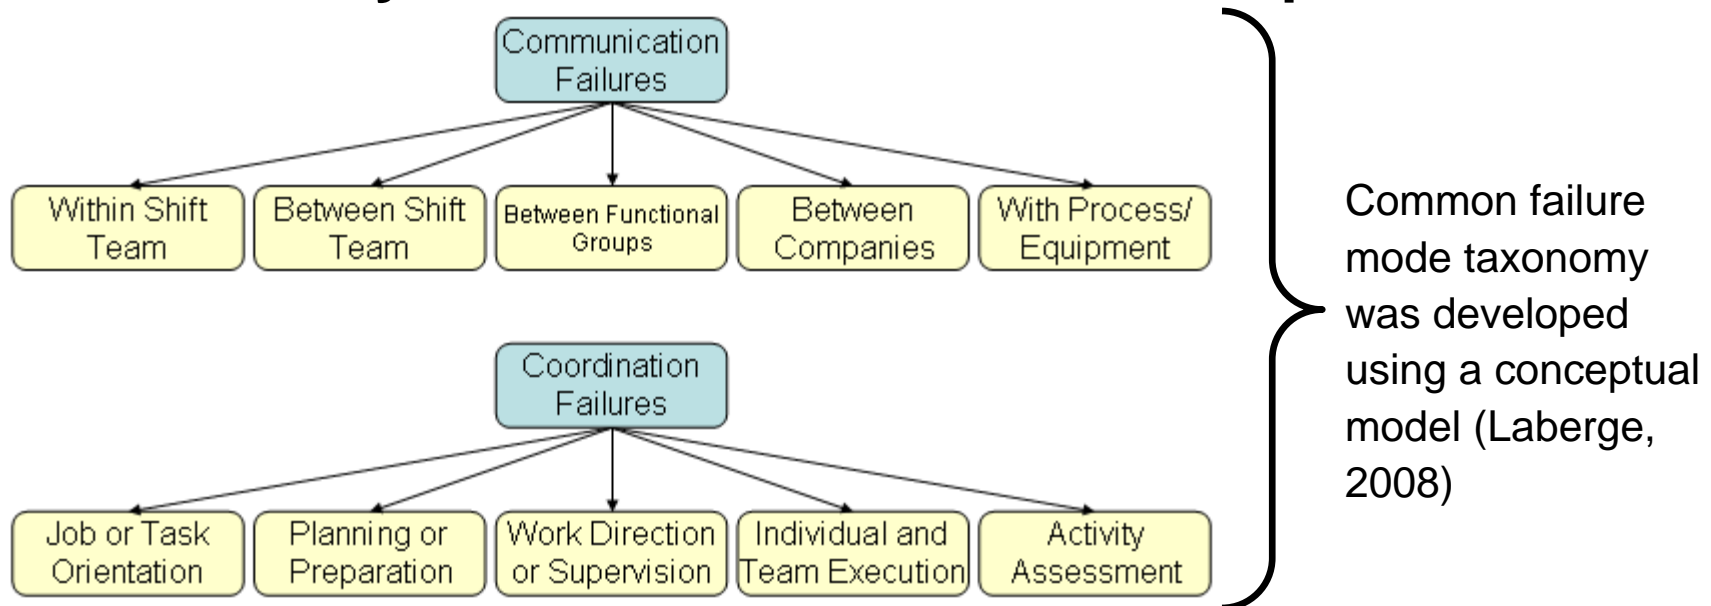 Communication
Failures
Within Shift
Team
Between Shift
Team
Between Functional
Groups
Between
Companies
With Process/
Equipment
Coordination
Failures
Job or Task
Orientation
Planning or
Preparation
Work Direction
or Supervision
Individual and
Team Execution
Activity
Assessment
Common failure
mode taxonomy
was developed
using a conceptual
model (Laberge,
2008)